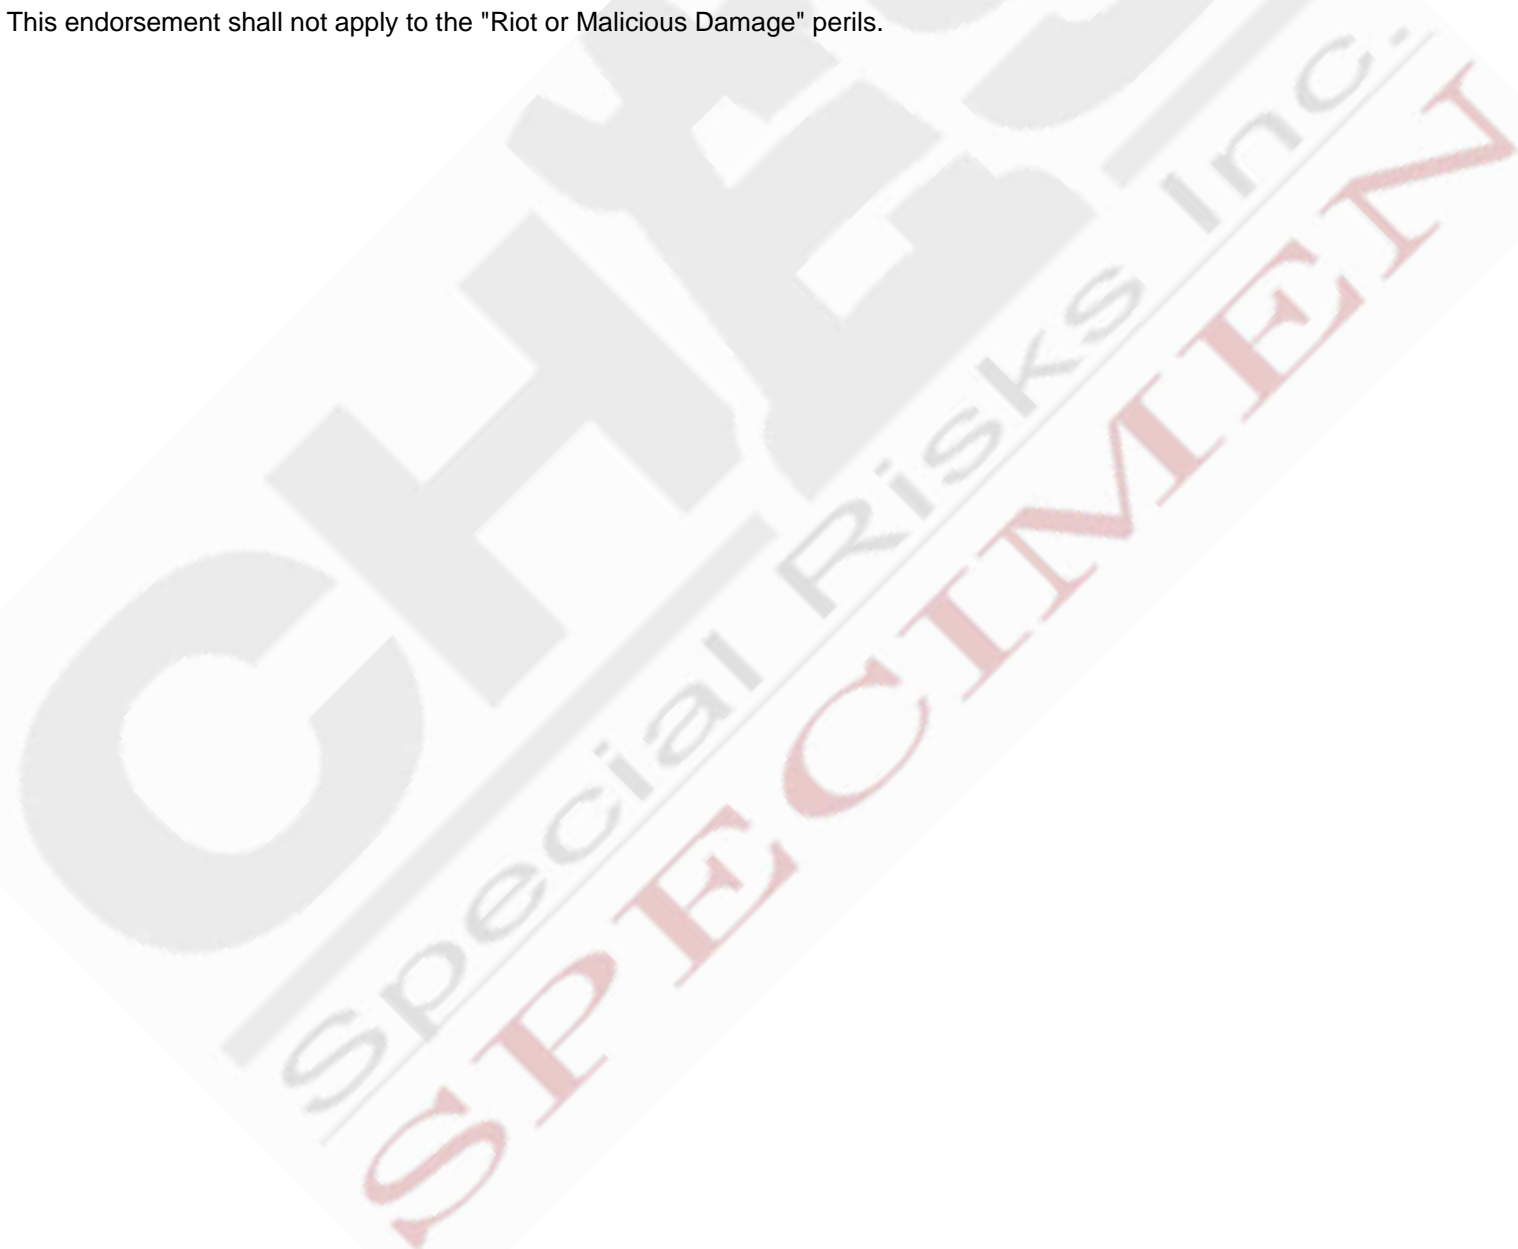 This endorsement shall not apply to the "Riot or Malicious Damage" perils.
CHES
Special Risks Inc.
SPECIMEN